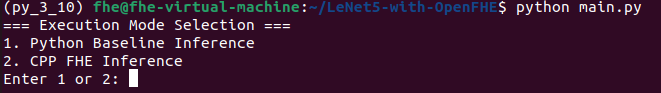 (py_3_10) fhe@fhe-virtual-machine:~/LeNet5-with-OpenFHE$ python main.py
=== Execution Mode Selection ===
1. Python Baseline Inference
2. CPP FHE Inference
Enter 1 or 2: